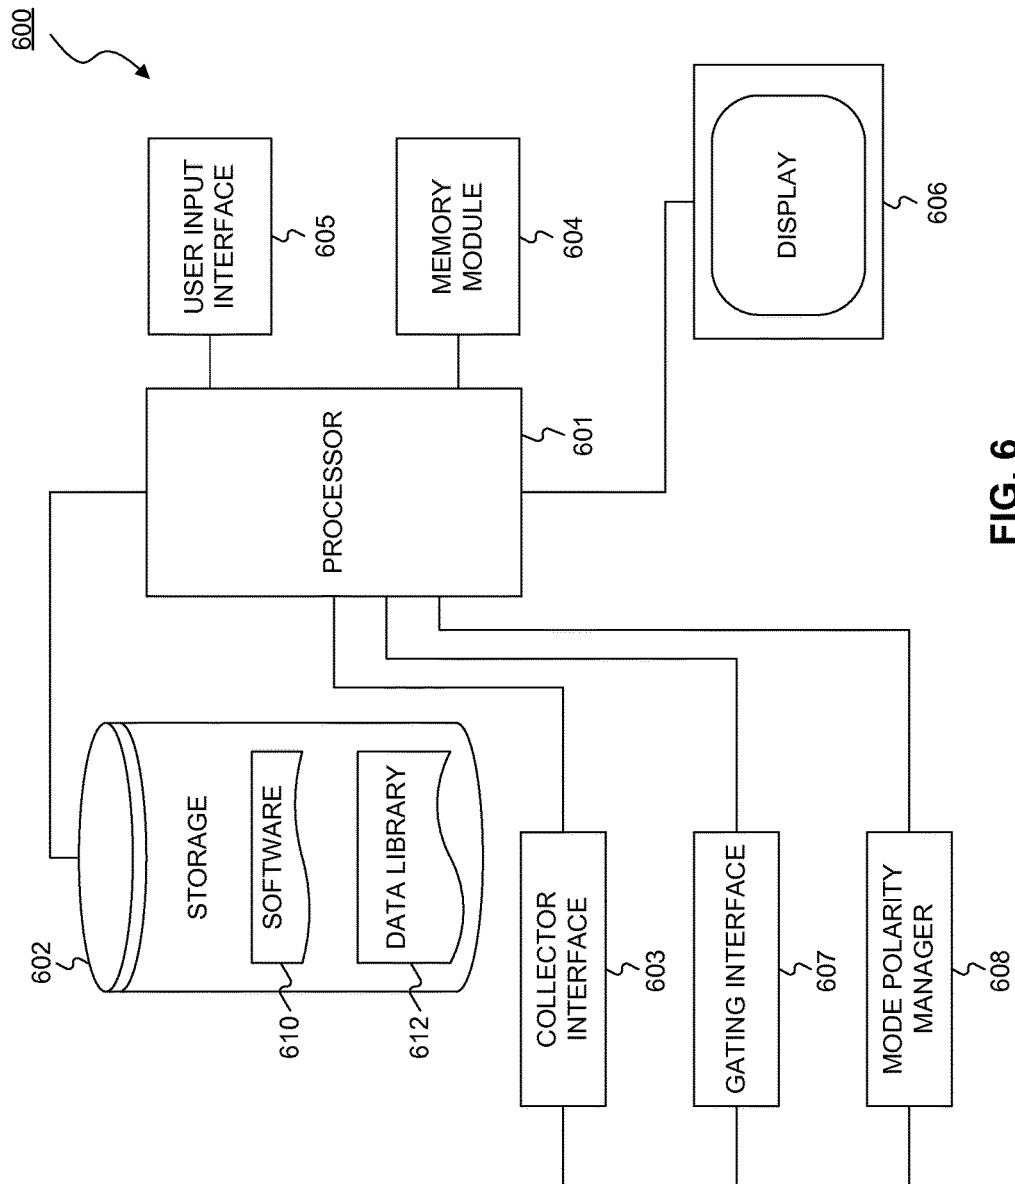 600
USER INPUT
INTERFACE
605
MEMORY
MODULE
604
DISPLAY
606
PROCESSOR
601
602
STORAGE
SOFTWARE
610
DATA LIBRARY
612
COLLECTOR
INTERFACE
603
GATING INTERFACE
607
MODE POLARITY
MANAGER
608
FIG. 6